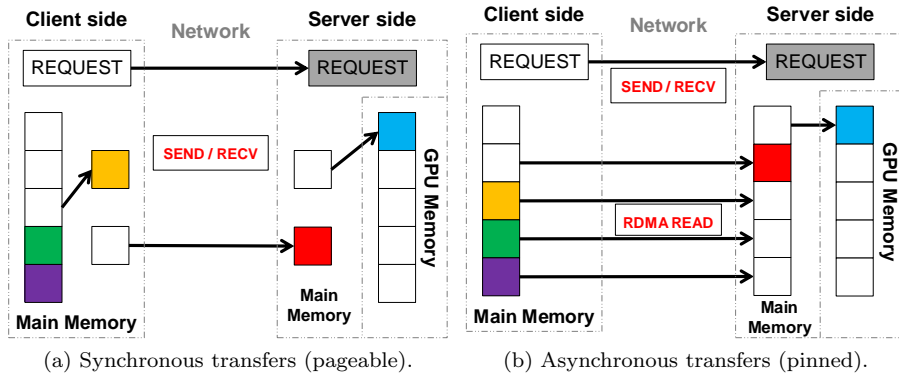 Client side
Network
Server side
REQUEST
REQUEST
SEND / RECV
GPU Memory
Main
Memory
Main Memory
(a) Synchronous transfers (pageable).
Client side
Network
Server side
REQUEST
REQUEST
SEND / RECV
RDMA READ
GPU Memory
Main
Memory
Main Memory
(b) Asynchronous transfers (pinned).